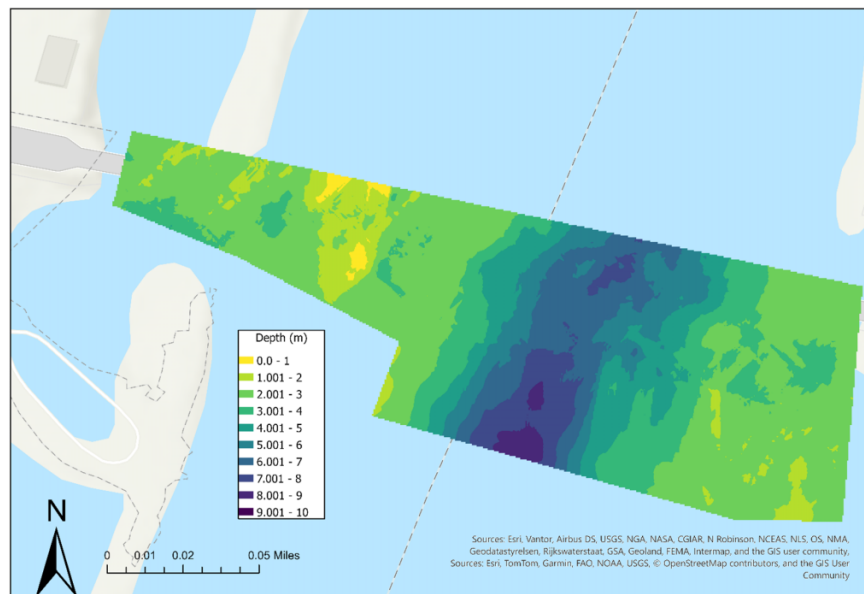 Depth (m)
0.0 - 1
1.001 - 2
2.001 - 3
3.001 - 4
4.001 - 5
5.001 - 6
6.001 - 7
7.001 - 8
8.001 - 9
9.001 - 10
N
0 0.01 0.02 0.05 Miles
Sources: Esri, Vantor, Airbus DS, USGS, NGA, NASA, CGIAR, N Robinson, NCEAS, NLS, OS, NMA,
Geodatastyrelsen, Rijkswaterstaat, GSA, Geoland, FEMA, Intermap, and the GIS user community,
Sources: Esri, TomTom, Garmin, FAO, NOAA, USGS, © OpenStreetMap contributors, and the GIS User
Community